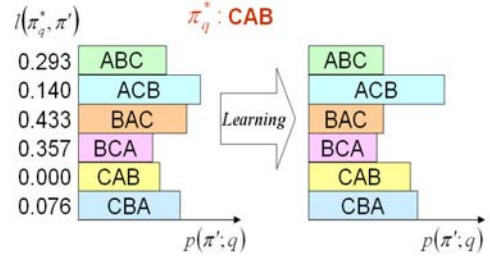 l(π*q, π')
π*q: CAB
0.293 ABC ABC
0.140 ACB ACB
0.433 BAC Learning BAC
0.357 BCA BCA
0.000 CAB CAB
0.076 CBA CBA
p(π'; q) p(π'; q)